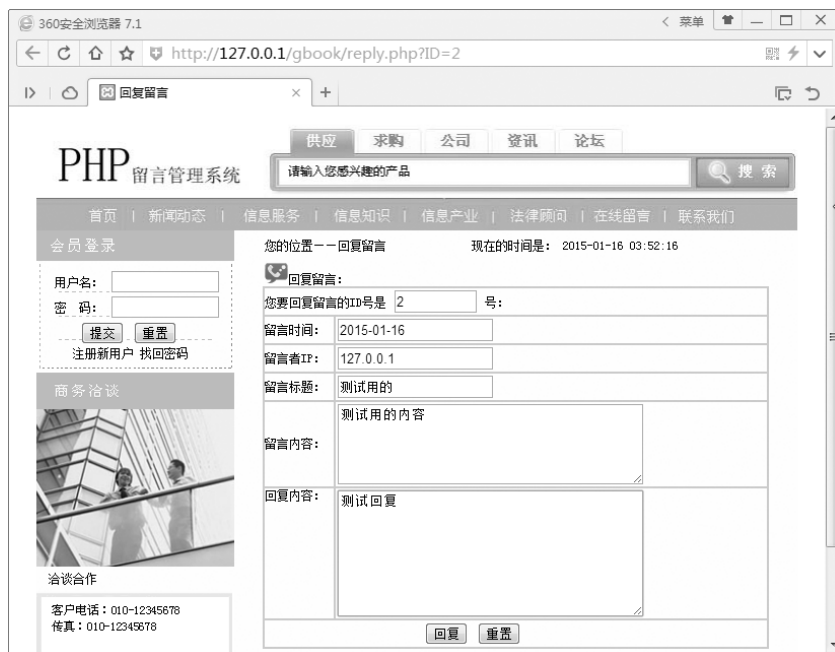 360安全浏览器 7.1
菜单
http://127.0.0.1/gbook/reply.php?ID=2
回复留言
供应 求购 公司 资讯 论坛
PHP留言管理系统
请输入您感兴趣的产品
搜 索
首页 | 新闻动态 | 信息服务 | 信息知识 | 信息产业 | 法律顾问 | 在线留言 | 联系我们
会员登录
用户名:
密 码:
提交 重置
注册新用户 找回密码
商务洽谈
洽谈合作
客户电话:010-12345678
传真:010-12345678
您的位置--回复留言
现在的时间是: 2015-01-16 03:52:16
回复留言:
您要回复留言的ID号是 2 号:
留言时间: 2015-01-16
留言者IP: 127.0.0.1
留言标题: 测试用的
留言内容: 测试用的内容
回复内容: 测试回复
回复 重置